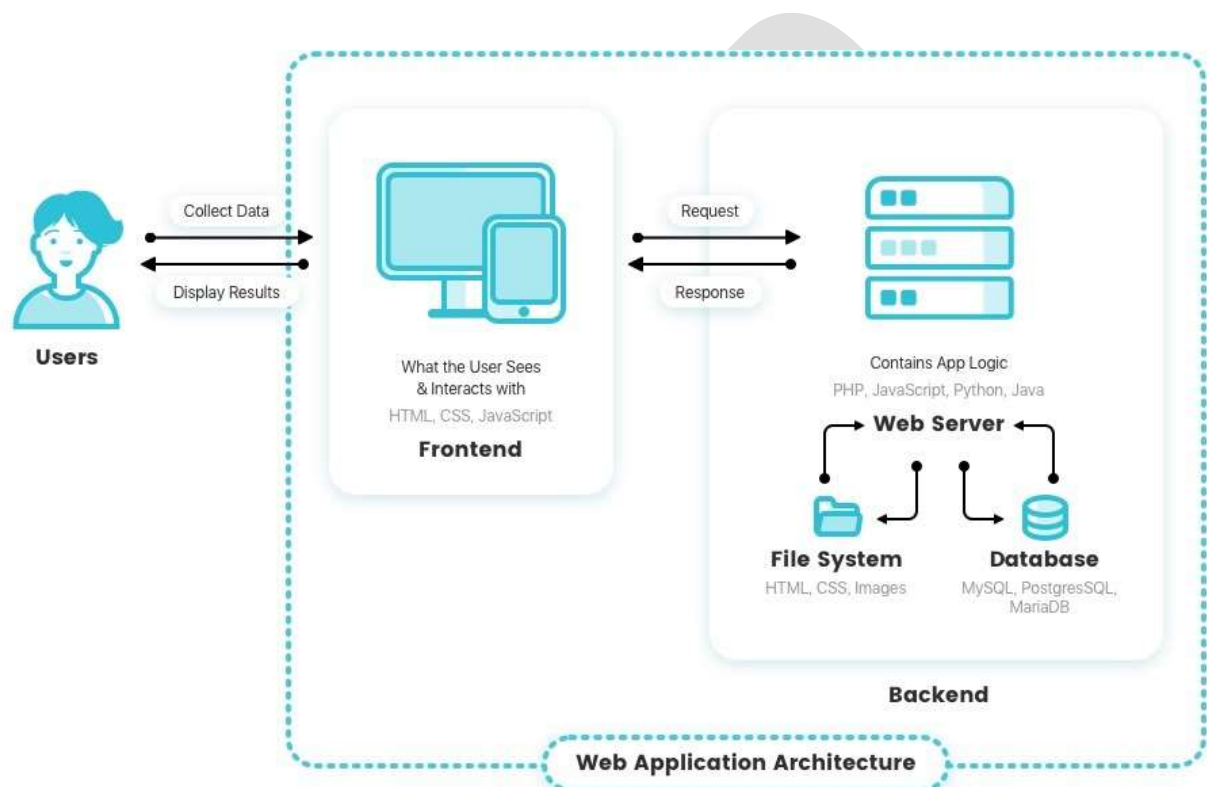 Collect Data
Display Results
Users
What the User Sees
& Interacts with
HTML, CSS, JavaScript
Frontend
Request
Response
Contains App Logic
PHP, JavaScript, Python, Java
Web Server
File System
HTML, CSS, Images
Database
MySQL, PostgresSQL,
MariaDB
Backend
Web Application Architecture